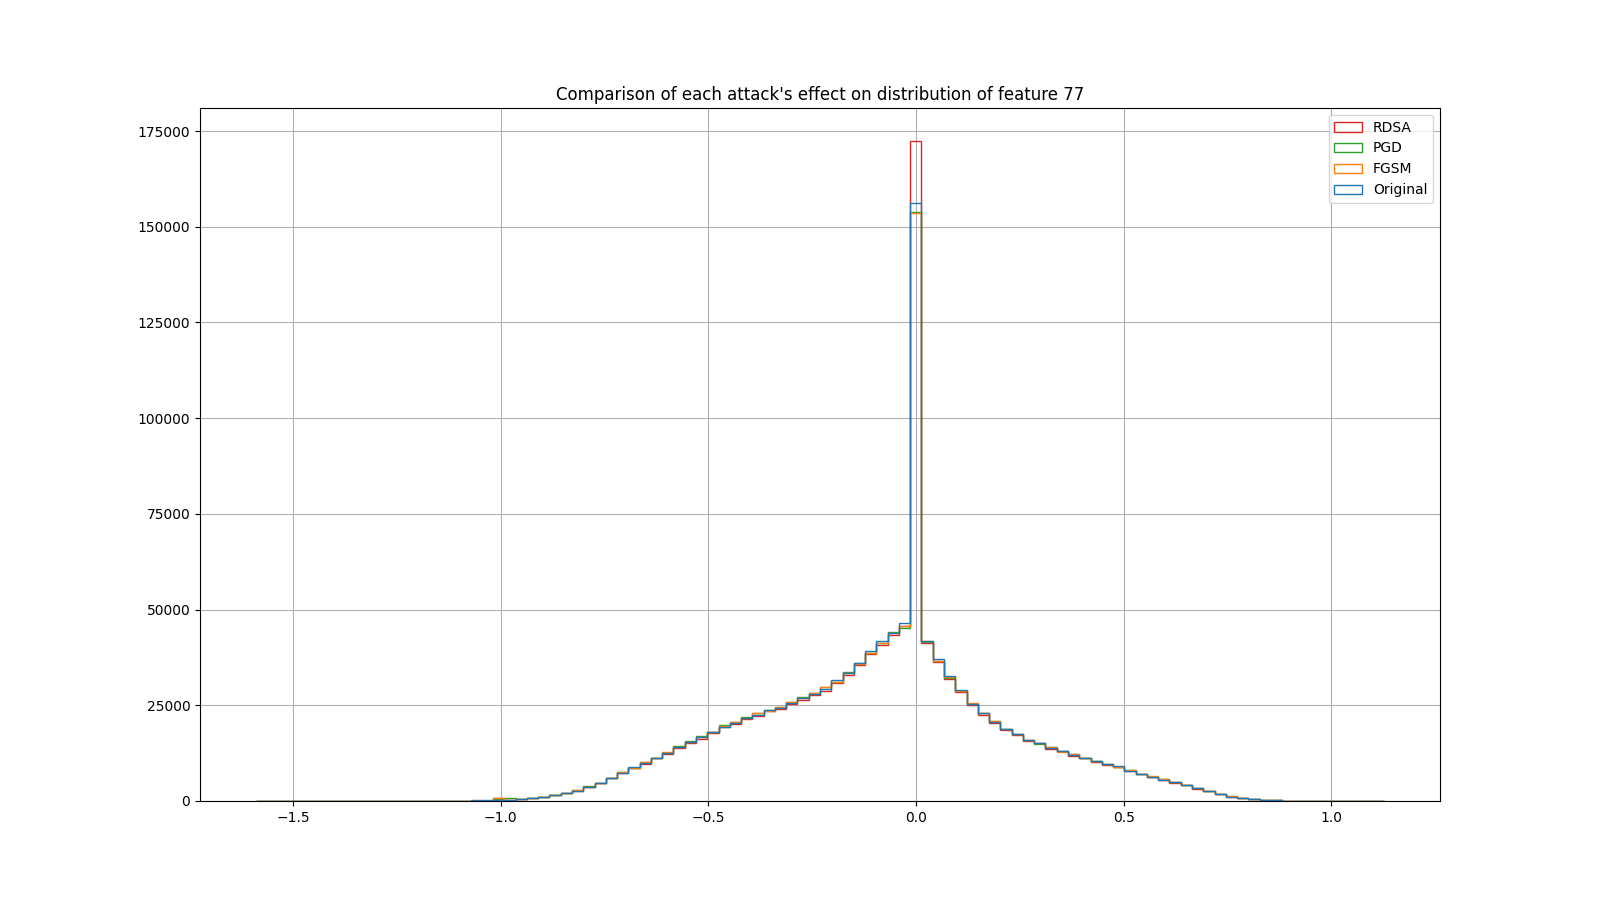 Comparison of each attack's effect on distribution of feature 77
175000
150000
125000
100000
75000
50000
25000
0
−1.5
−1.0
−0.5
0.0
0.5
1.0
RDSA
PGD
FGSM
Original